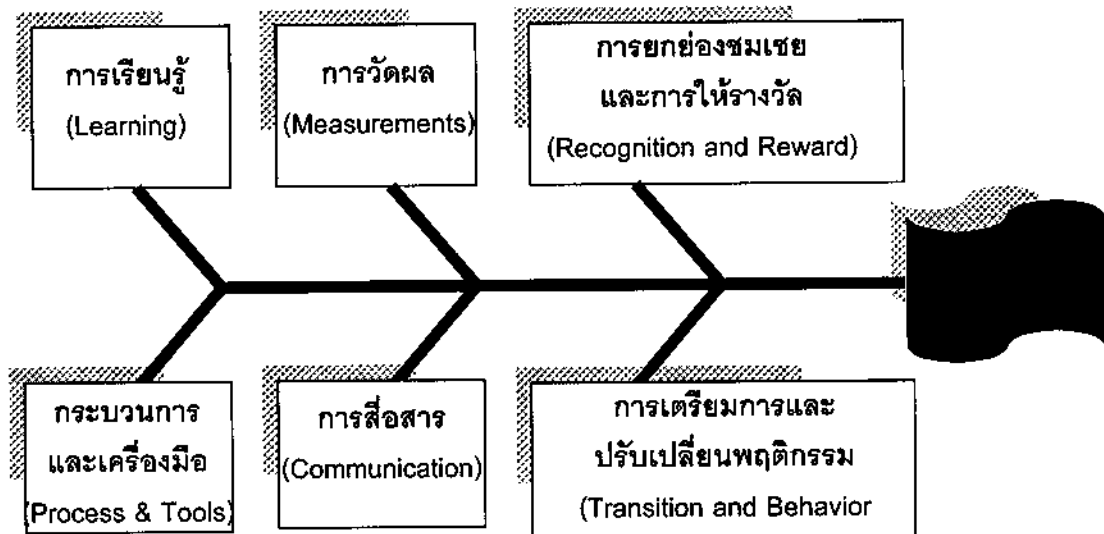 การเรียนรู้
(Learning)
การวัดผล
(Measurements)
การยกย่องชมเชย
และการให้รางวัล
(Recognition and Reward)
กระบวนการ
และเครื่องมือ
(Process & Tools)
การสื่อสาร
(Communication)
การเตรียมการและ
ปรับเปลี่ยนพฤติกรรม
(Transition and Behavior